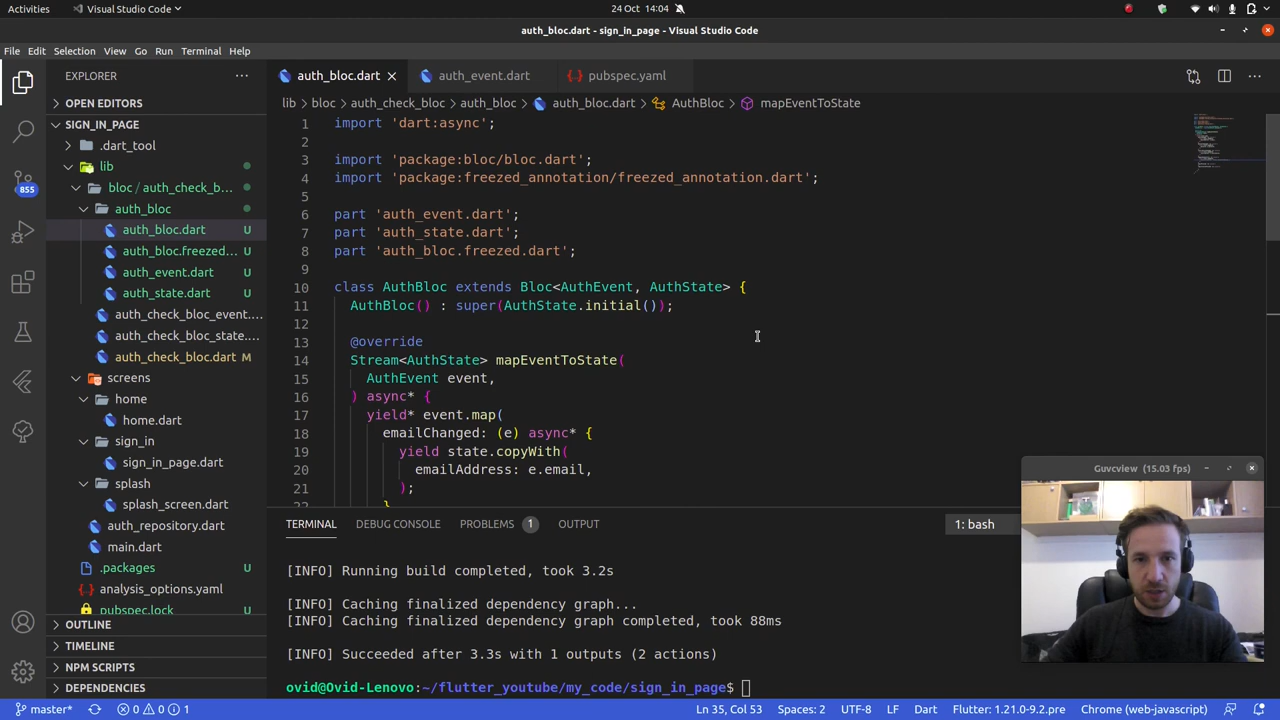 Activities
Visual Studio Code
24 Oct 14:04
auth_bloc.dart - sign_in_page - Visual Studio Code
File Edit Selection View Go Run Terminal Help
EXPLORER
OPEN EDITORS
SIGN_IN_PAGE
.dart_tool
lib
bloc / auth_check_b...
auth_bloc
auth_bloc.dart U
auth_bloc.freezed... U
auth_event.dart U
auth_state.dart U
auth_check_bloc_event....
auth_check_bloc_state....
auth_check_bloc.dart M
screens
home
home.dart
sign_in
sign_in_page.dart
splash
splash_screen.dart
auth_repository.dart
main.dart
.packages U
analysis_options.yaml
pubspec.lock U
OUTLINE
TIMELINE
NPM SCRIPTS
DEPENDENCIES
855
auth_bloc.dart
auth_event.dart
pubspec.yaml
lib > bloc > auth_check_bloc > auth_bloc > auth_bloc.dart > AuthBloc > mapEventToState
1 import 'dart:async';
2
3 import 'package:bloc/bloc.dart';
4 import 'package:freezed_annotation/freezed_annotation.dart';
5
6 part 'auth_event.dart';
7 part 'auth_state.dart';
8 part 'auth_bloc.freezed.dart';
9
10 class AuthBloc extends Bloc<AuthEvent, AuthState> {
11 AuthBloc() : super(AuthState.initial());
12
13 @override
14 Stream<AuthState> mapEventToState(
15 AuthEvent event,
16 ) async* {
17 yield* event.map(
18 emailChanged: (e) async* {
19 yield state.copyWith(
20 emailAddress: e.email,
21 );
22 }
TERMINAL DEBUG CONSOLE PROBLEMS 1 OUTPUT
1: bash
[INFO] Running build completed, took 3.2s
[INFO] Caching finalized dependency graph...
[INFO] Caching finalized dependency graph completed, took 88ms
[INFO] Succeeded after 3.3s with 1 outputs (2 actions)
ovid@Ovid-Lenovo:~/flutter_youtube/my_code/sign_in_page$
Guvcview (15.03 fps)
master* 0 0 1
Ln 35, Col 53 Spaces: 2 UTF-8 LF Dart Flutter: 1.21.0-9.2.pre Chrome (web-javascript)